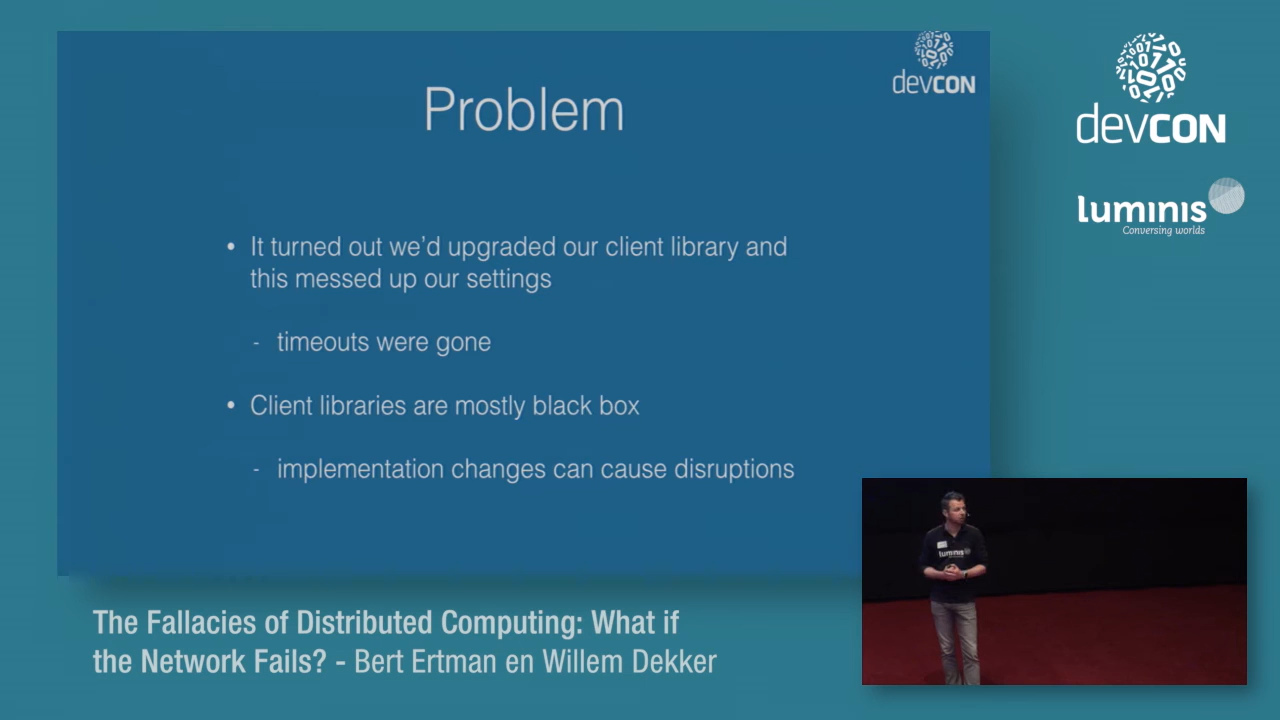 devCON
Problem
• It turned out we'd upgraded our client library and
this messed up our settings
- timeouts were gone
• Client libraries are mostly black box
- implementation changes can cause disruptions
devCON
luminis
Conversing worlds
luminis
The Fallacies of Distributed Computing: What if
the Network Fails? - Bert Ertman en Willem Dekker